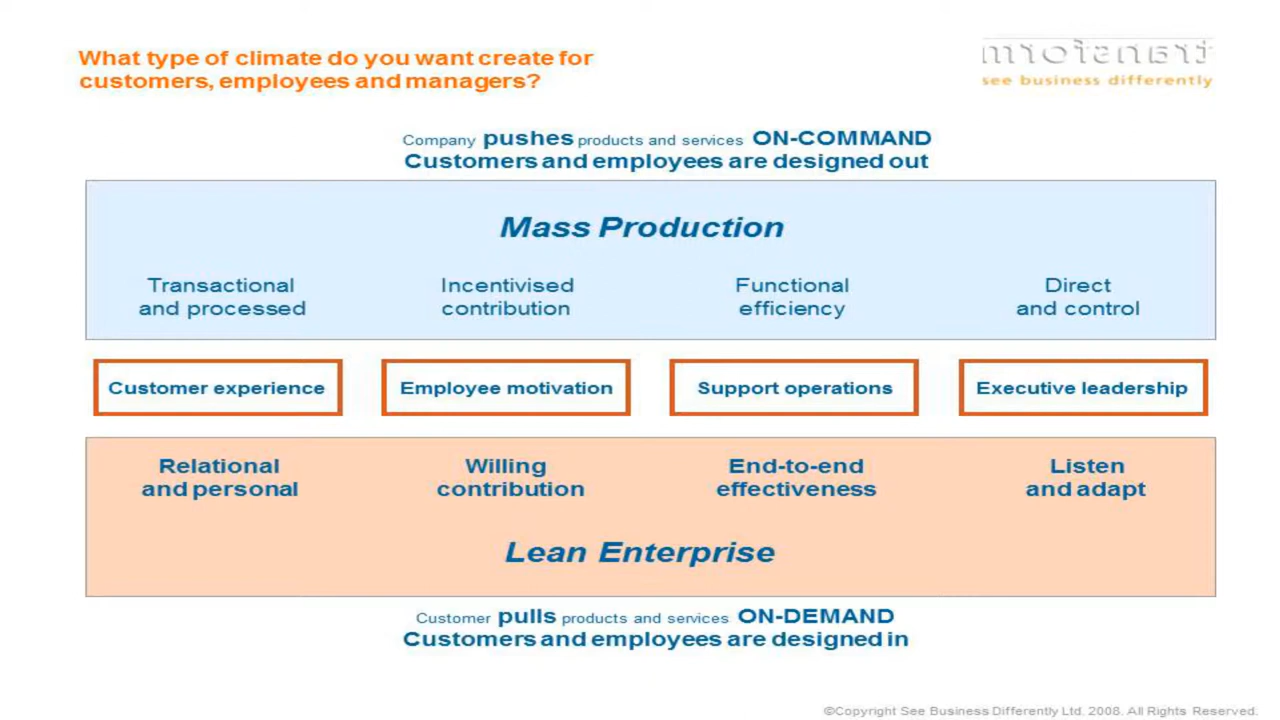 What type of climate do you want create for
customers, employees and managers?
transform
see business differently
Company pushes products and services ON-COMMAND
Customers and employees are designed out
Mass Production
Transactional
and processed
Incentivised
contribution
Functional
efficiency
Direct
and control
Customer experience
Employee motivation
Support operations
Executive leadership
Relational
and personal
Willing
contribution
End-to-end
effectiveness
Listen
and adapt
Lean Enterprise
Customer pulls products and services ON-DEMAND
Customers and employees are designed in
©Copyright See Business Differently Ltd. 2008. All Rights Reserved.